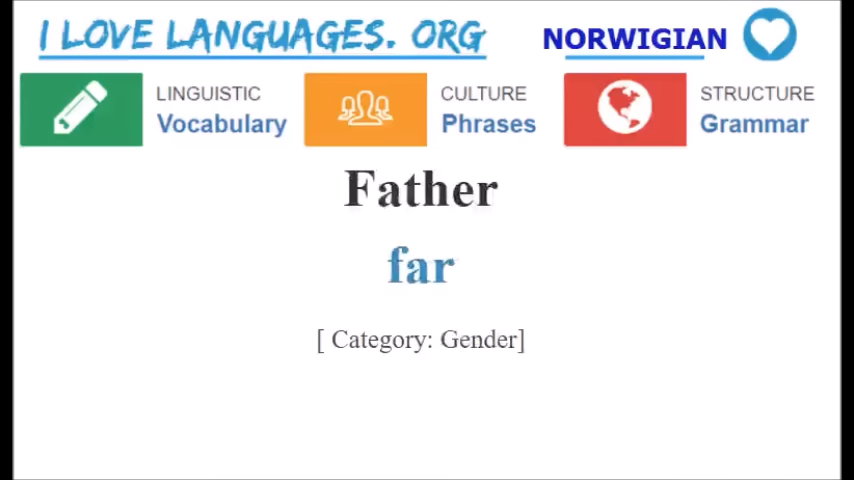 I LOVE LANGUAGES. ORG
NORWIGIAN
LINGUISTIC
Vocabulary
CULTURE
Phrases
STRUCTURE
Grammar
Father
far
[ Category: Gender]